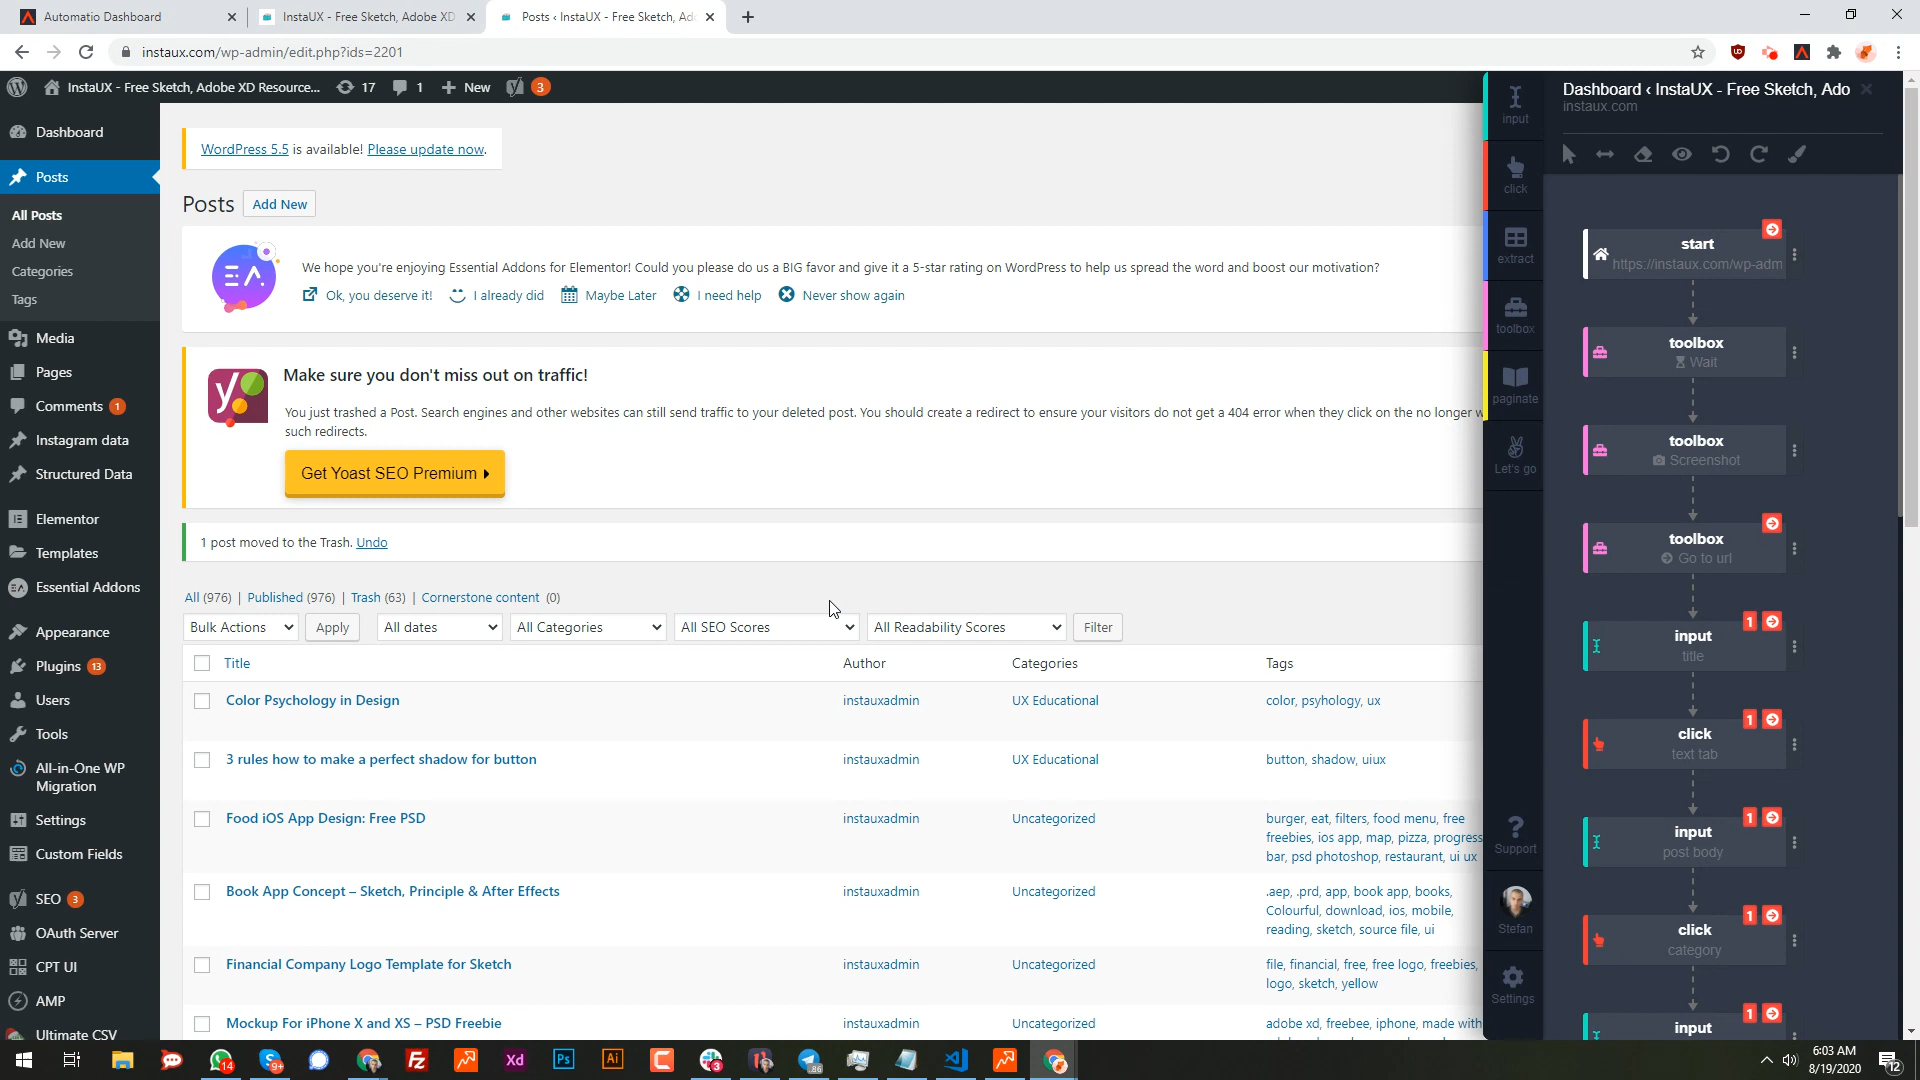 Automatio Dashboard
InstaUX - Free Sketch, Adobe XD
Posts ‹ InstaUX - Free Sketch, Ad
instaux.com/wp-admin/edit.php?ids=2201
InstaUX - Free Sketch, Adobe XD Resource...
17
1
New
3
Dashboard ‹ InstaUX - Free Sketch, Ado
instaux.com
Dashboard
Posts
All Posts
Add New
Categories
Tags
Media
Pages
Comments 1
Instagram data
Structured Data
Elementor
Templates
Essential Addons
Appearance
Plugins 13
Users
Tools
All-in-One WP
Migration
Settings
Custom Fields
SEO 3
OAuth Server
CPT UI
AMP
Ultimate CSV
WordPress 5.5 is available! Please update now.
Posts
Add New
EA
We hope you're enjoying Essential Addons for Elementor! Could you please do us a BIG favor and give it a 5-star rating on WordPress to help us spread the word and boost our motivation?
Ok, you deserve it!
I already did
Maybe Later
I need help
Never show again
y
Make sure you don't miss out on traffic!
You just trashed a Post. Search engines and other websites can still send traffic to your deleted post. You should create a redirect to ensure your visitors do not get a 404 error when they click on the no longer w
such redirects.
Get Yoast SEO Premium
1 post moved to the Trash. Undo
All (976) | Published (976) | Trash (63) | Cornerstone content (0)
Bulk Actions
Apply
All dates
All Categories
All SEO Scores
All Readability Scores
Filter
Title
Author
Categories
Tags
Color Psychology in Design
instauxadmin
UX Educational
color, psyhology, ux
3 rules how to make a perfect shadow for button
instauxadmin
UX Educational
button, shadow, uiux
Food iOS App Design: Free PSD
instauxadmin
Uncategorized
burger, eat, filters, food menu, free
freebies, ios app, map, pizza, progress
bar, psd photoshop, restaurant, ui ux
Book App Concept – Sketch, Principle & After Effects
instauxadmin
Uncategorized
.aep, .prd, app, book app, books,
Colourful, download, ios, mobile,
reading, sketch, source file, ui
Financial Company Logo Template for Sketch
instauxadmin
Uncategorized
file, financial, free, free logo, freebies,
logo, sketch, yellow
Mockup For iPhone X and XS – PSD Freebie
instauxadmin
Uncategorized
adobe xd, freebee, iphone, made with
input
click
extract
toolbox
paginate
Let's go
Support
Stefan
Settings
start
https://instaux.com/wp-adm
toolbox
Wait
toolbox
Screenshot
toolbox
Go to url
1
input
title
1
click
text tab
1
input
post body
1
click
category
1
input
14
9+
Fz
Xd
Ps
Ai
3
86
6:03 AM
8/19/2020
12